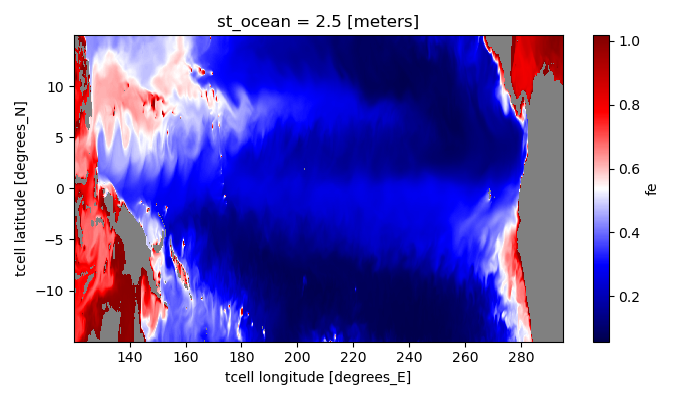 st_ocean = 2.5 [meters]
10
5
0
−5
−10
tcell latitude [degrees_N]
140 160 180 200 220 240 260 280
tcell longitude [degrees_E]
1.0
0.8
0.6
0.4
0.2
fe